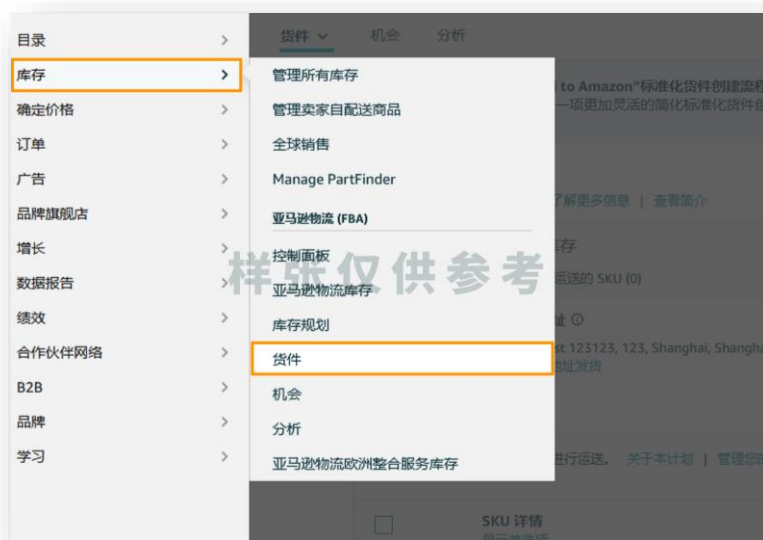 目录
库存
确定价格
订单
广告
品牌旗舰店
增长
数据报告
绩效
合作伙伴网络
B2B
品牌
学习
管理所有库存
管理卖家自配送商品
全球销售
Manage PartFinder
亚马逊物流 (FBA)
控制面板
亚马逊物流库存
库存规划
货件
机会
分析
亚马逊物流欧洲整合服务库存
样张仅供参考
货件 机会 分析
to Amazon”标准化货件创建流程
一项更加灵活的简化标准化货件创
了解更多信息 | 查看简介
库存
运送的 SKU (0)
址
st 123123, 123, Shanghai, Shangha
地址发货
进行运送。 关于本计划 | 管理您
SKU 详情